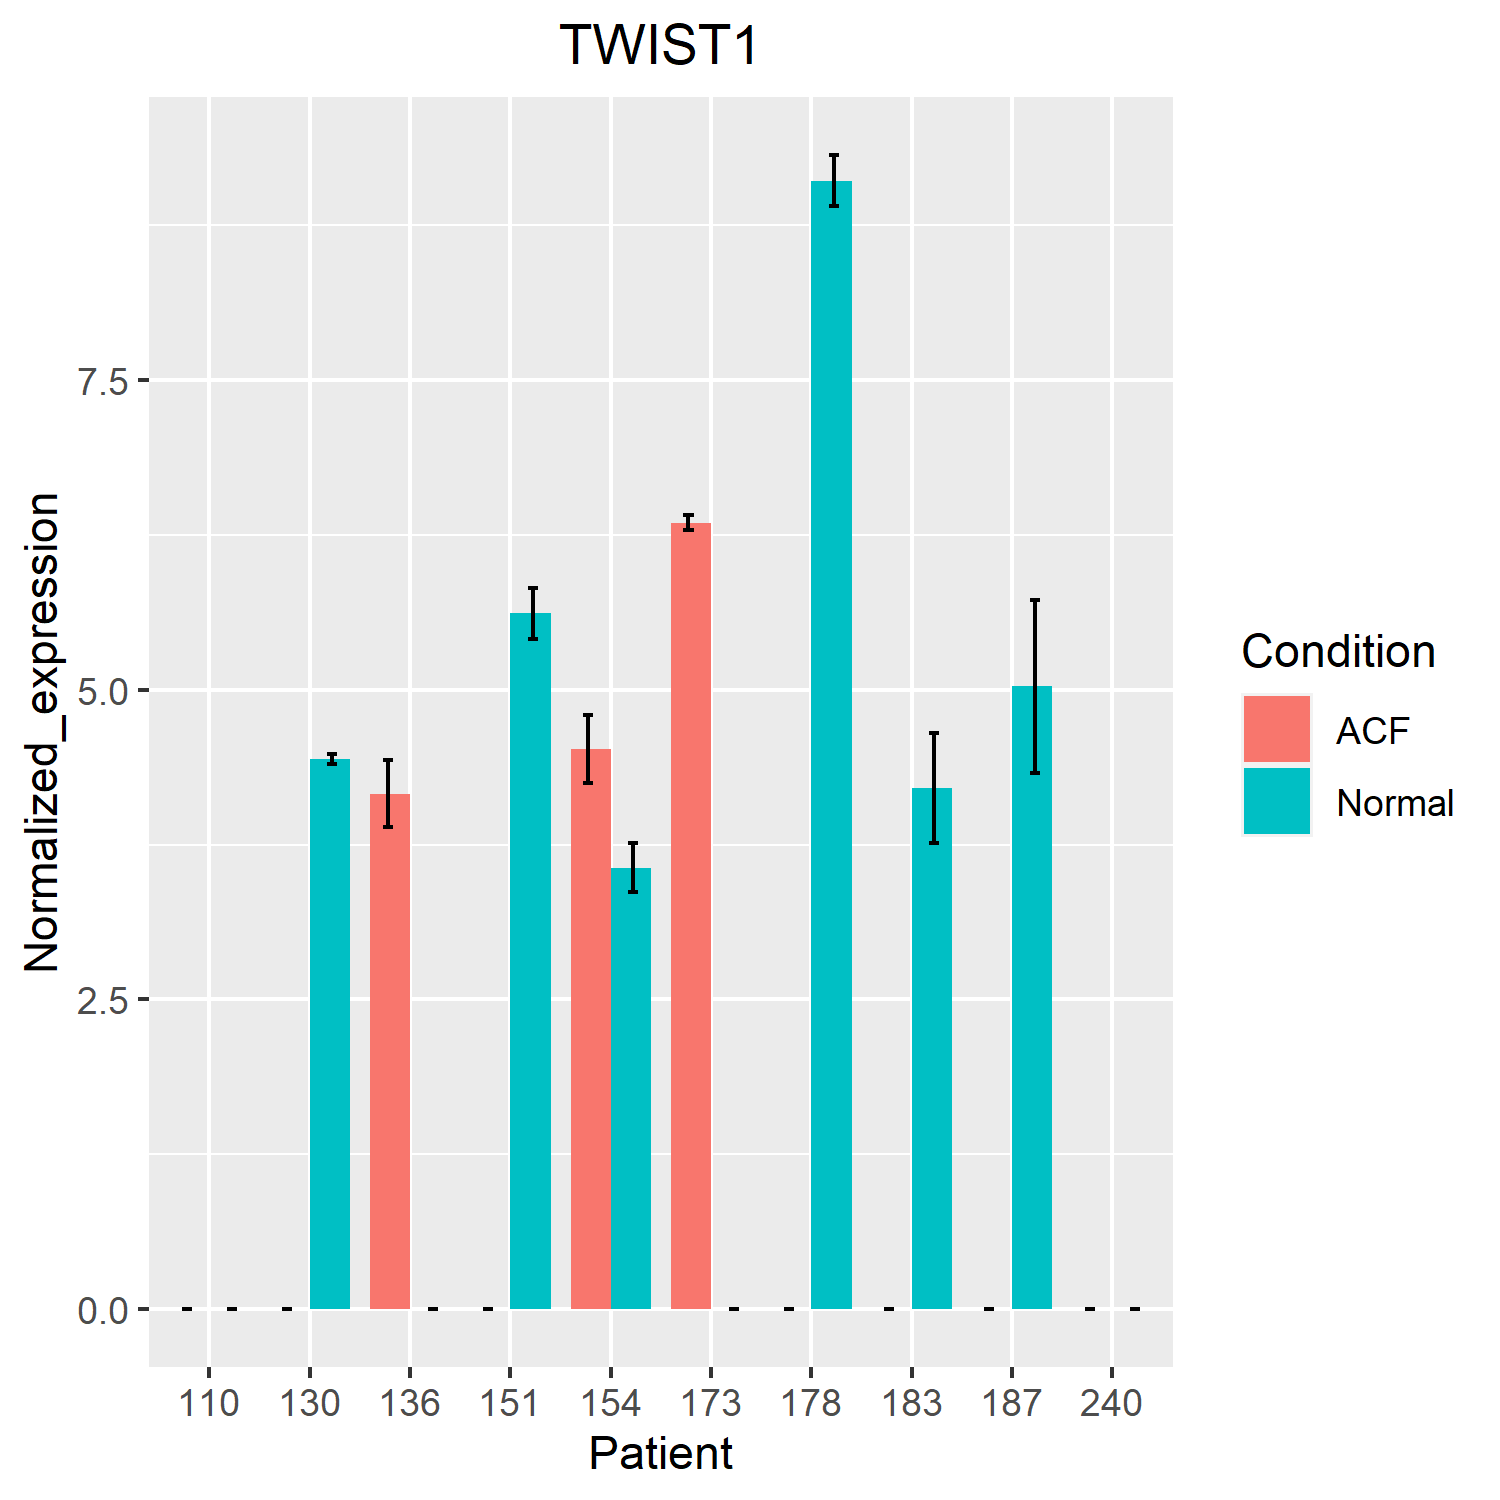 TWIST1
Normalized_expression
7.5
5.0
2.5
0.0
110 130 136 151 154 173 178 183 187 240
Patient
Condition
ACF
Normal